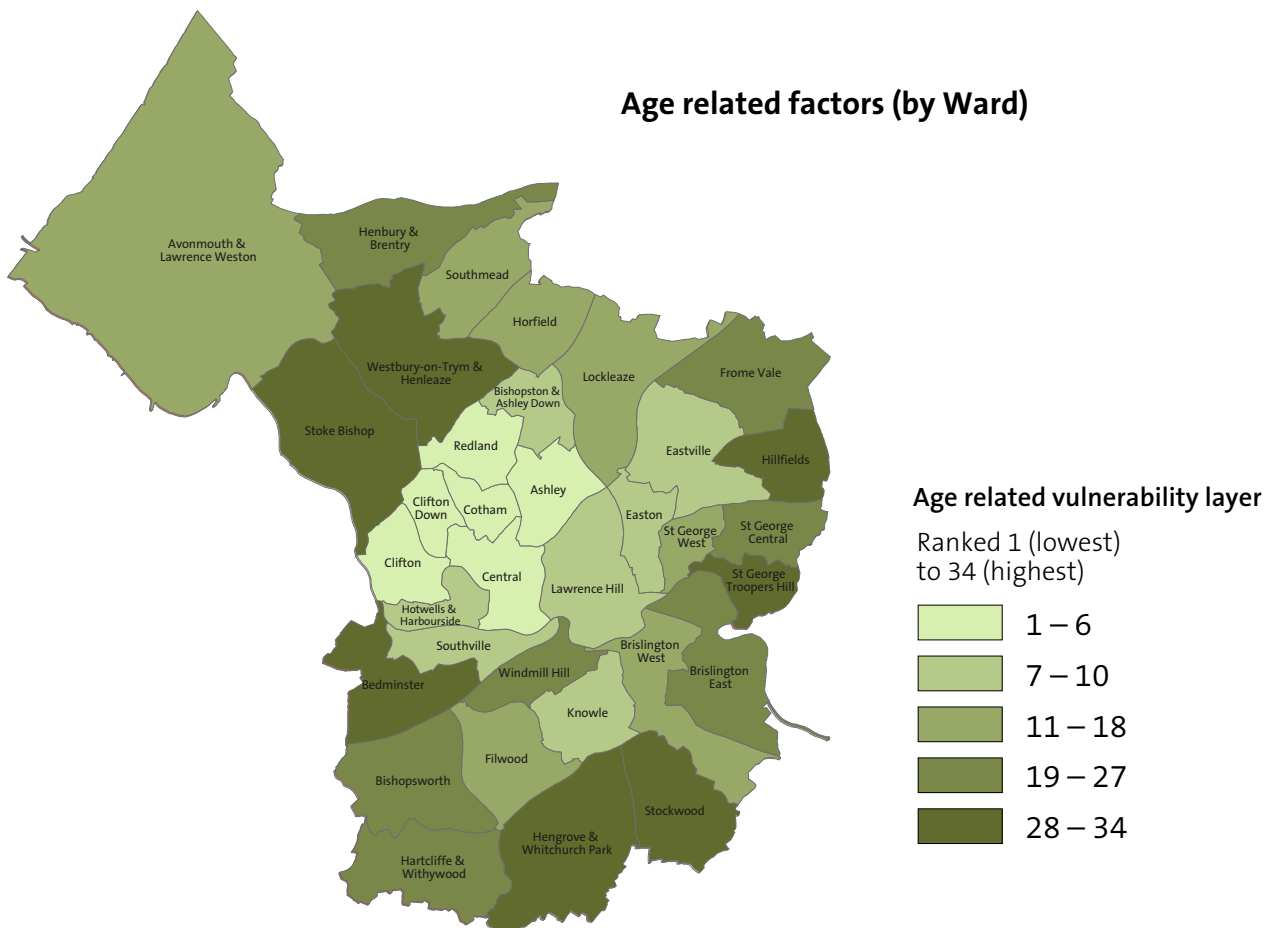 Age related factors (by Ward)
Avonmouth &
Lawrence Weston
Henbury &
Brentry
Southmead
Horfield
Lockleaze
Frome Vale
Westbury-on-Trym &
Henleaze
Bishopston &
Ashley Down
Stoke Bishop
Redland
Eastville
Hillfields
Clifton
Down
Cotham
Ashley
Easton
St George
West
St George
Central
Clifton
Central
Lawrence Hill
St George
Troopers Hill
Hotwells &
Harbourside
Southville
Brislington
West
Bedminster
Windmill Hill
Brislington
East
Knowle
Filwood
Bishopsworth
Stockwood
Hengrove &
Whitchurch Park
Hartcliffe &
Withywood
Age related vulnerability layer
Ranked 1 (lowest)
to 34 (highest)
1 – 6
7 – 10
11 – 18
19 – 27
28 – 34